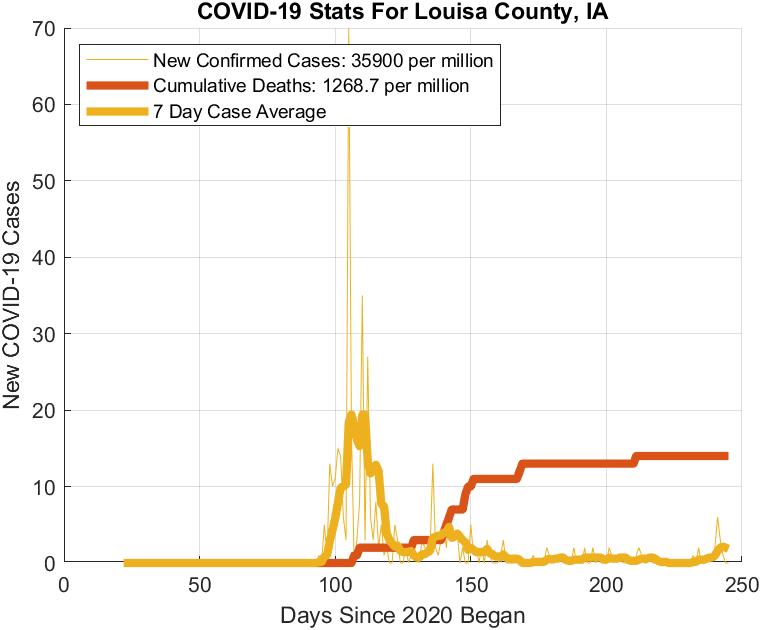 COVID-19 Stats For Louisa County, IA
New Confirmed Cases: 35900 per million
Cumulative Deaths: 1268.7 per million
7 Day Case Average
New COVID-19 Cases
70
60
50
40
30
20
10
0
0 50 100 150 200 250
Days Since 2020 Began